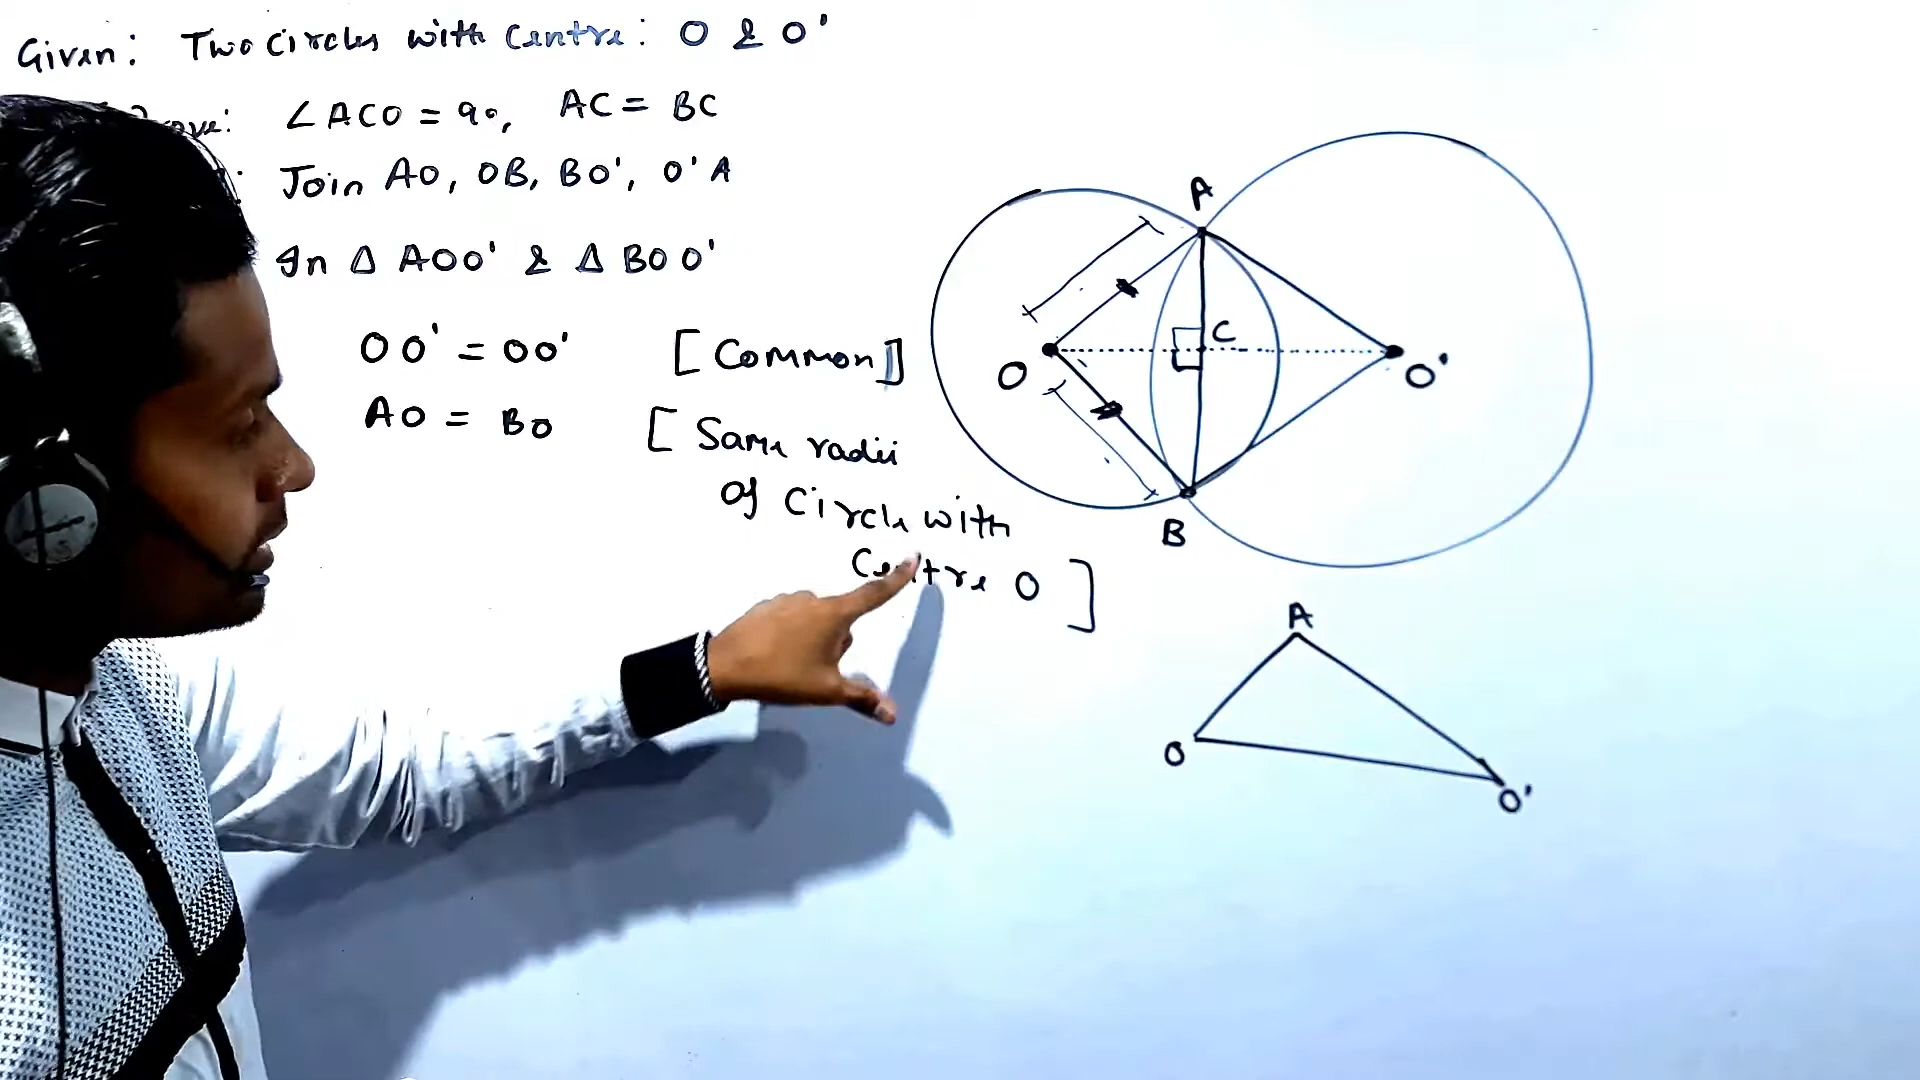 Given: Two Circles with Centre: O & O'
∠ACO = 90, AC = BC
: Join AO, OB, BO', O'A
In Δ AOO' & Δ BOO'
OO' = OO' [Common]
AO = BO [Same radii
of Circle with
Centre O]
A
C
O
O'
B
A
O
O'